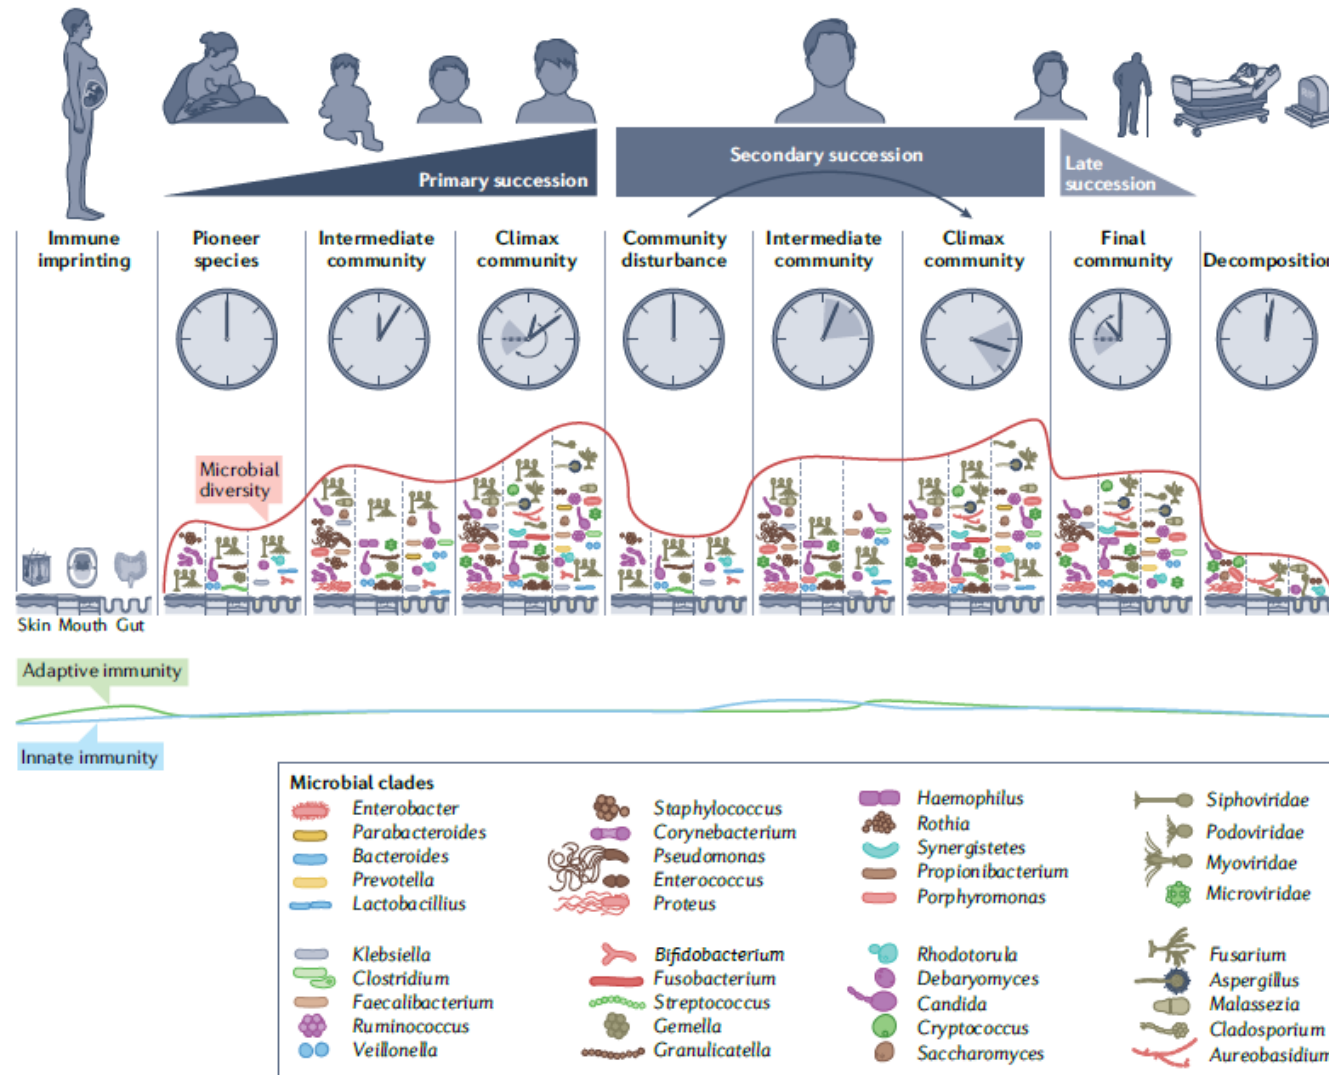 RIP
Primary succession
Secondary succession
Late
succession
Immune
imprinting
Pioneer
species
Intermediate
community
Climax
community
Community
disturbance
Intermediate
community
Climax
community
Final
community
Decomposition
Microbial
diversity
Skin Mouth Gut
Adaptive immunity
Innate immunity
Microbial clades
Enterobacter
Parabacteroides
Bacteroides
Prevotella
Lactobacillius
Klebsiella
Clostridium
Faecalibacterium
Ruminococcus
Veillonella
Staphylococcus
Corynebacterium
Pseudomonas
Enterococcus
Proteus
Bifidobacterium
Fusobacterium
Streptococcus
Gemella
Granulicatella
Haemophilus
Rothia
Synergistetes
Propionibacterium
Porphyromonas
Rhodotorula
Debaryomyces
Candida
Cryptococcus
Saccharomyces
Siphoviridae
Podoviridae
Myoviridae
Microviridae
Fusarium
Aspergillus
Malassezia
Cladosporium
Aureobasidium